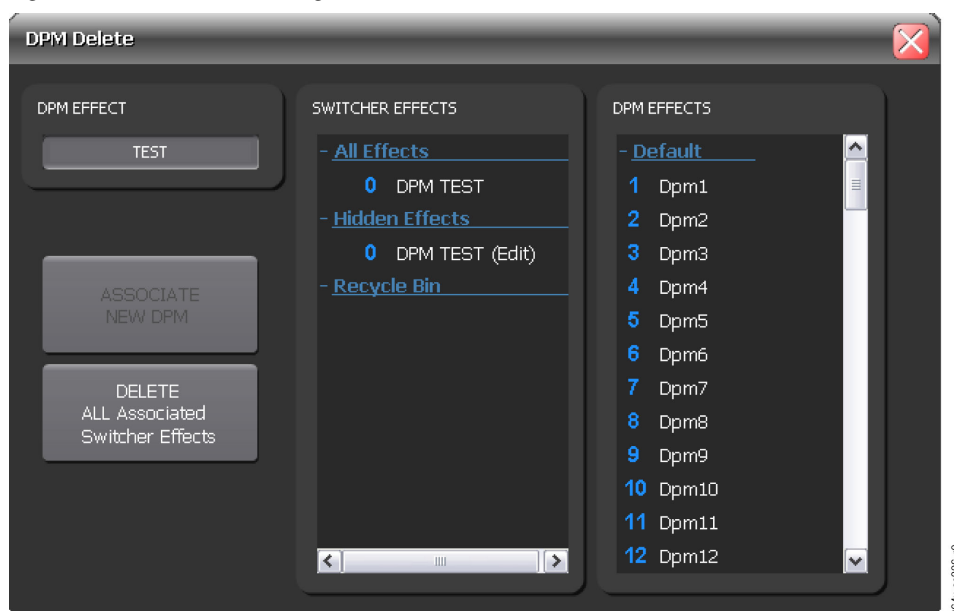 DPM Delete
DPM EFFECT
TEST
ASSOCIATE
NEW DPM
DELETE
ALL Associated
Switcher Effects
SWITCHER EFFECTS
- All Effects
0 DPM TEST
- Hidden Effects
0 DPM TEST (Edit)
- Recycle Bin
DPM EFFECTS
- Default
1 Dpm1
2 Dpm2
3 Dpm3
4 Dpm4
5 Dpm5
6 Dpm6
7 Dpm7
8 Dpm8
9 Dpm9
10 Dpm10
11 Dpm11
12 Dpm12